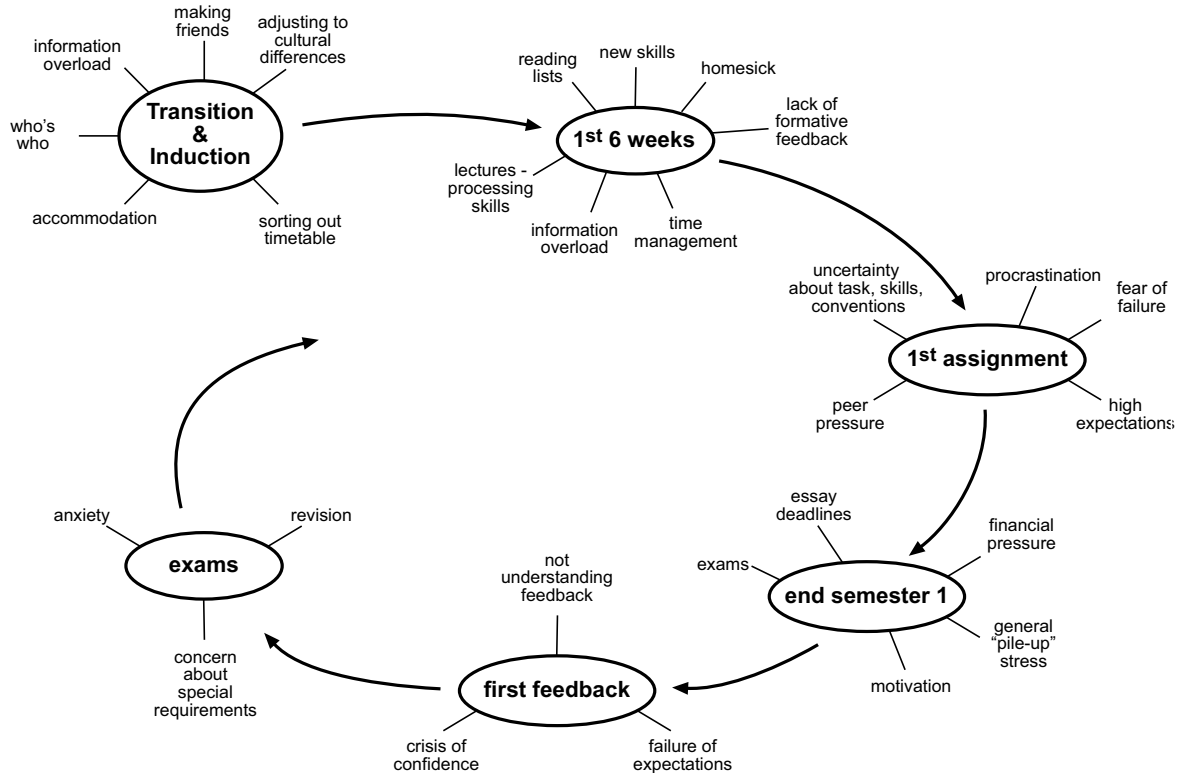 making
friends
adjusting to
cultural
differences
information
overload
who's
who
Transition
&
Induction
accommodation
sorting out
timetable
reading
lists
new skills
homesick
lack of
formative
feedback
1st 6 weeks
lectures -
processing
skills
information
overload
time
management
uncertainty
about task, skills,
conventions
procrastination
fear of
failure
1st assignment
peer
pressure
high
expectations
essay
deadlines
financial
pressure
exams
end semester 1
general
“pile-up”
stress
motivation
not
understanding
feedback
first feedback
crisis of
confidence
failure of
expectations
anxiety
revision
exams
concern
about
special
requirements